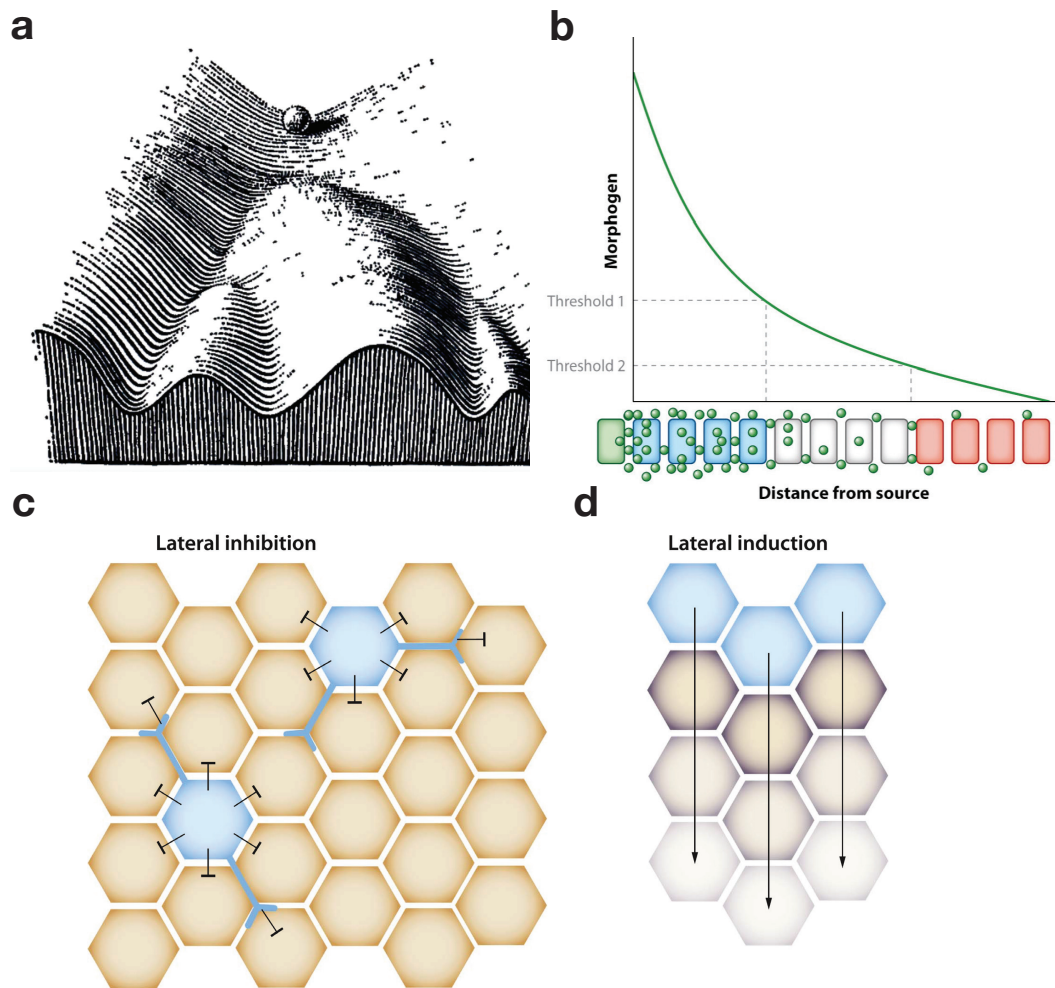 a
b
Morphogen
Threshold 1
Threshold 2
Distance from source
c
Lateral inhibition
d
Lateral induction